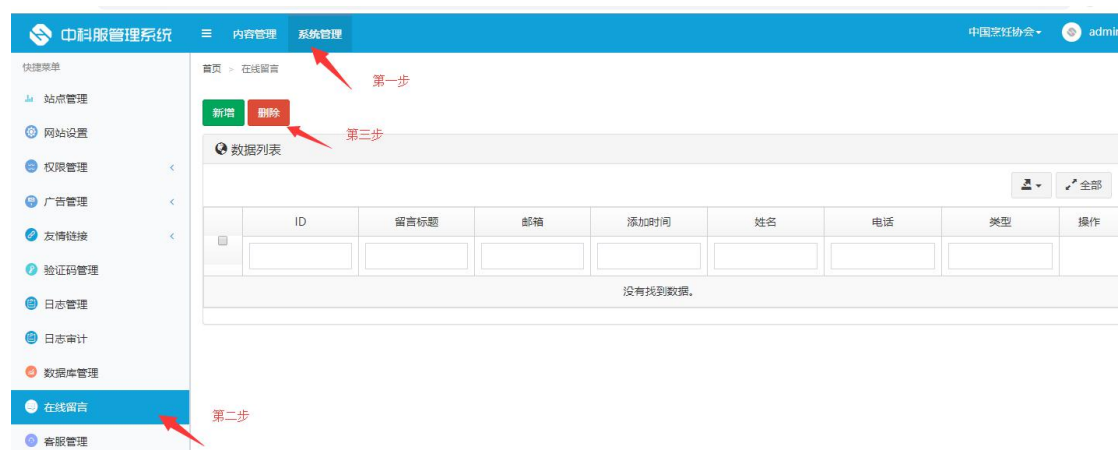 中科服管理系统
内容管理 系统管理
中国烹饪协会 admin
快捷菜单
首页 > 在线留言
第一步
站点管理
新增 删除
网站设置
第三步
数据列表
权限管理
全部
广告管理
ID 留言标题 邮箱 添加时间 姓名 电话 类型 操作
友情链接
验证码管理
没有找到数据。
日志管理
日志审计
数据库管理
在线留言
第二步
客服管理